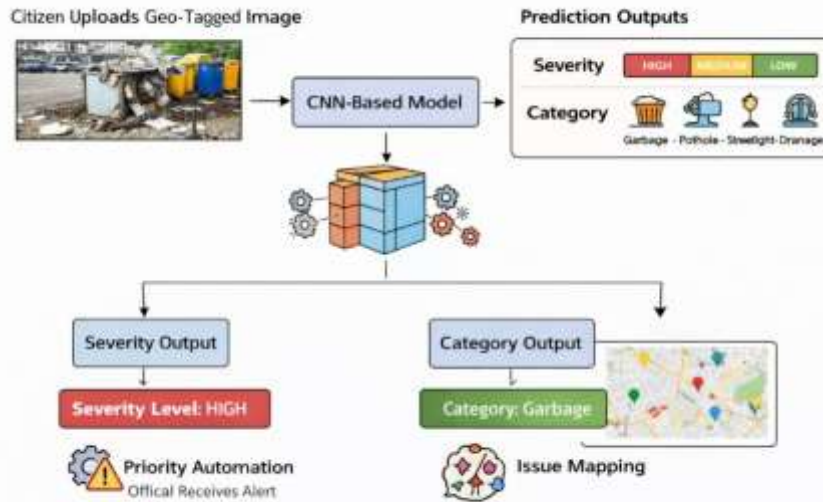 Citizen Uploads Geo-Tagged Image
Prediction Outputs
CNN-Based Model
Severity
HIGH MEDIUM LOW
Category
Garbage - Pothole - Streetlight - Dranage
Severity Output
Category Output
Severity Level: HIGH
Category: Garbage
Priority Automation
Offical Receives Alert
Issue Mapping